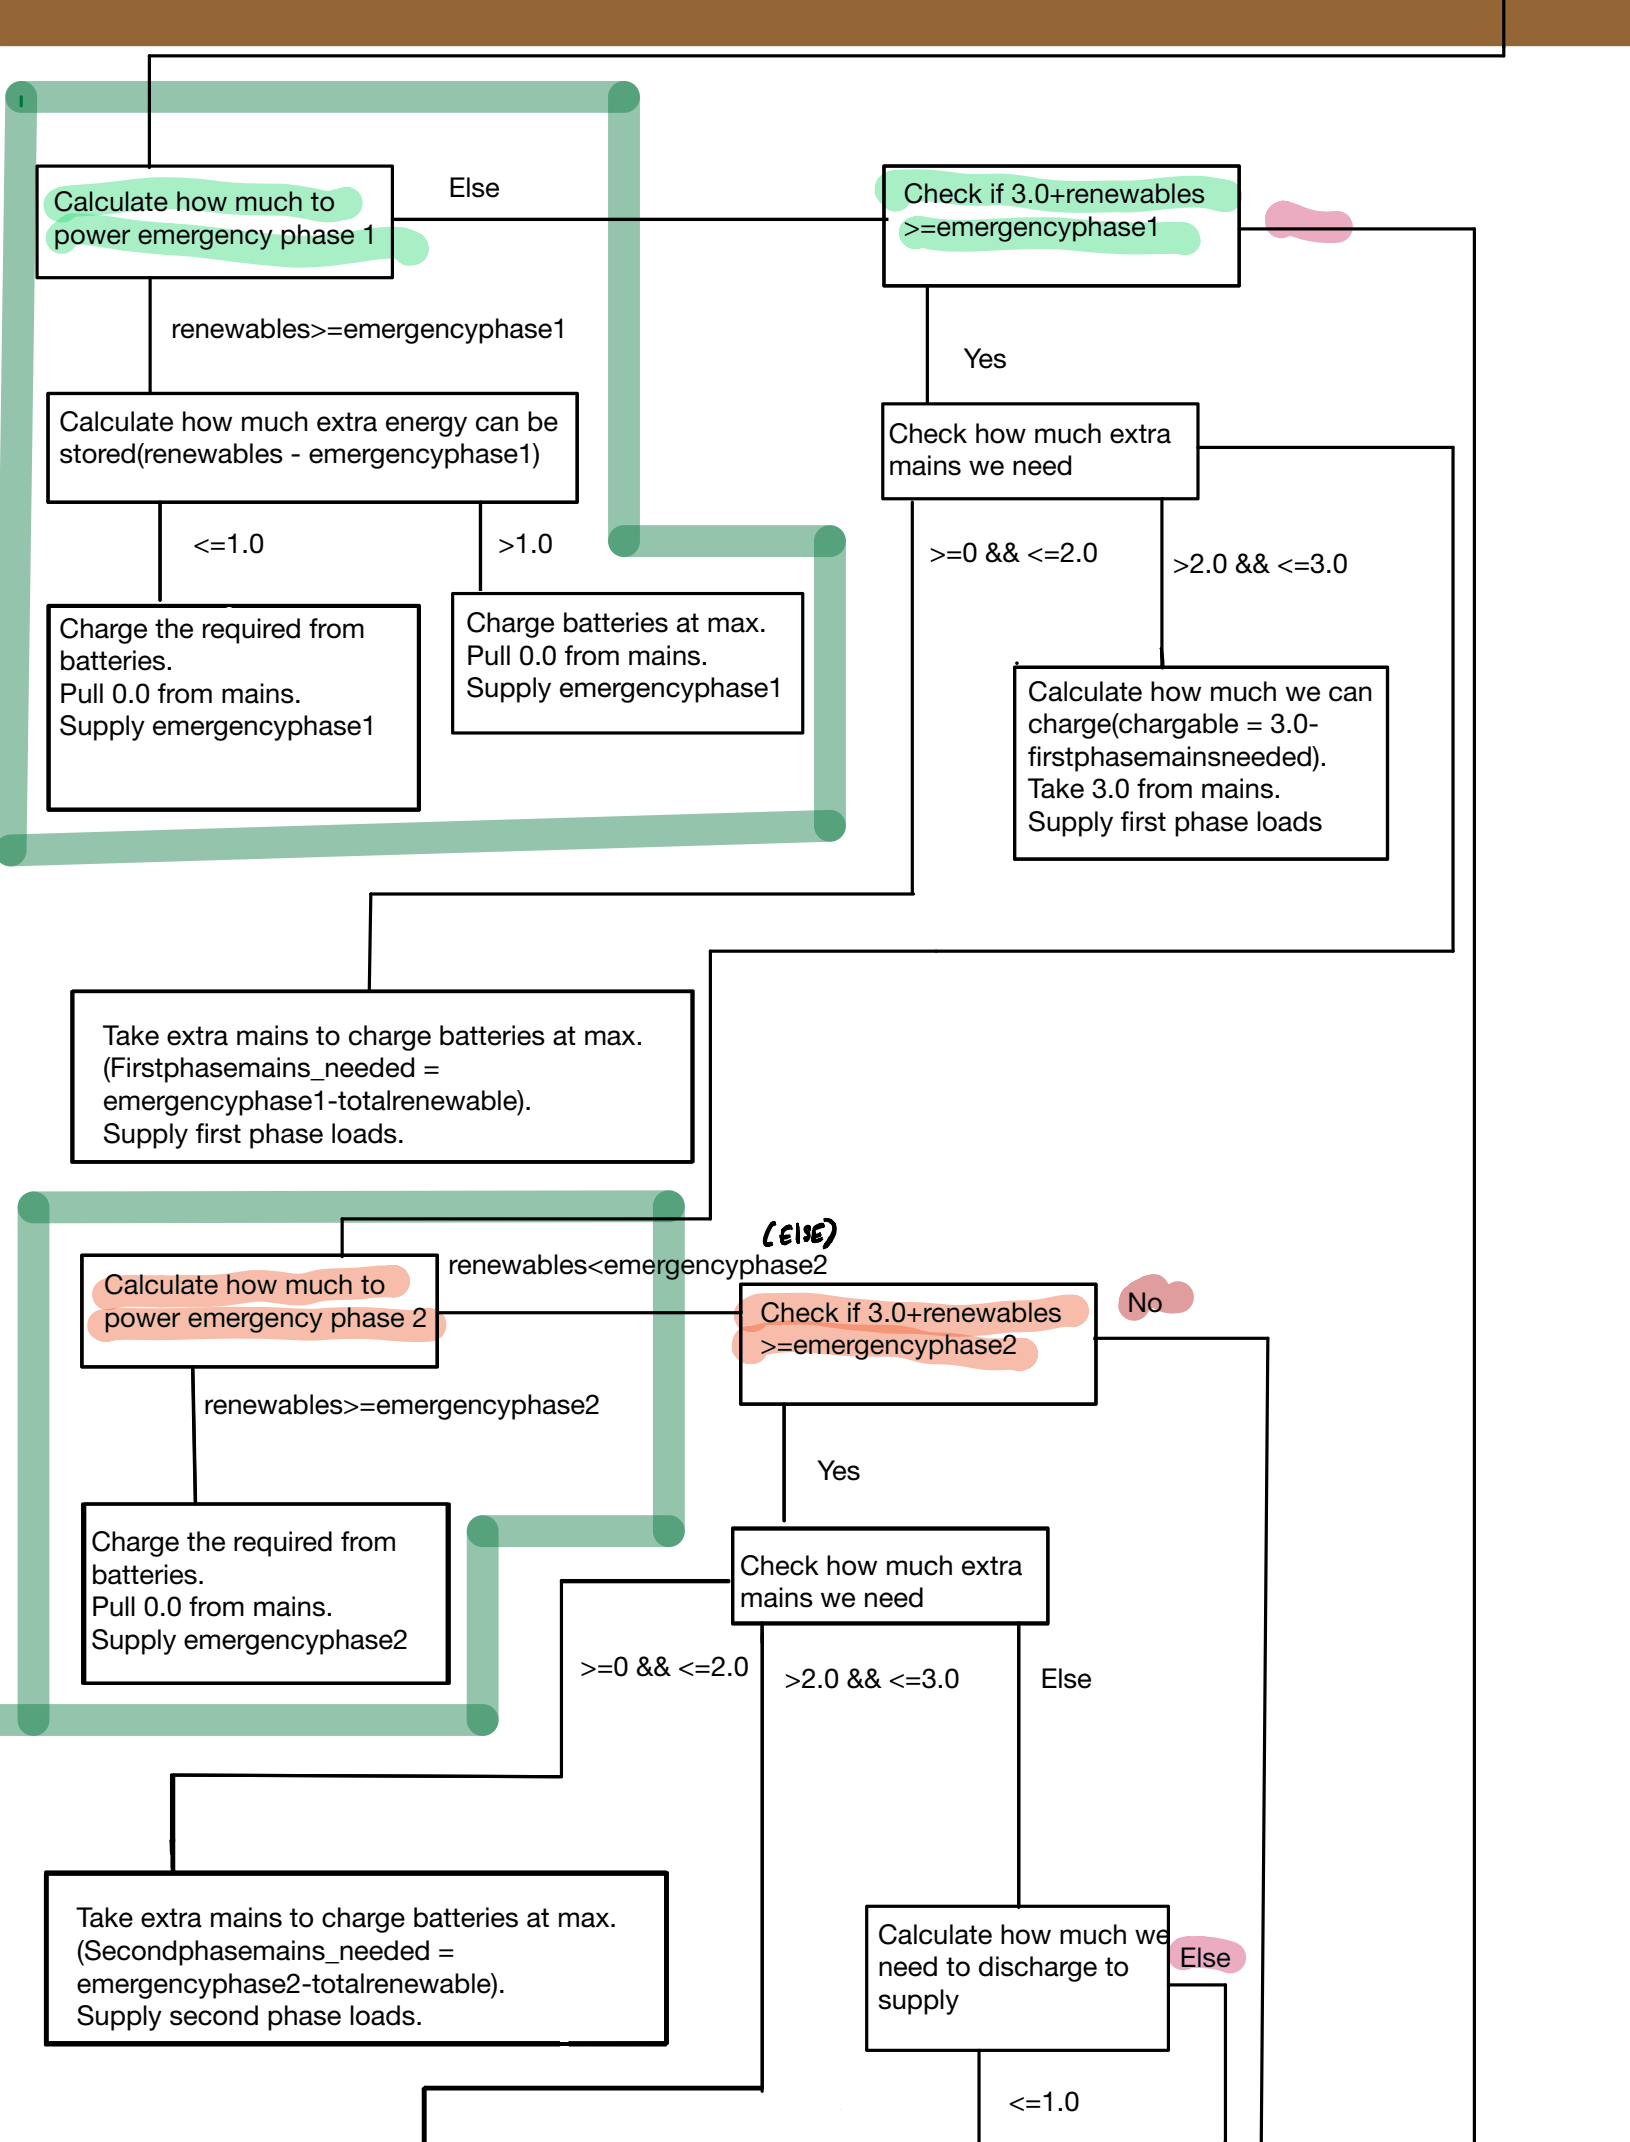 Calculate how much to
power emergency phase 1
Else
Check if 3.0+renewables
>=emergencyphase1
renewables>=emergencyphase1
Yes
Calculate how much extra energy can be
stored(renewables - emergencyphase1)
Check how much extra
mains we need
<=1.0
>1.0
>=0 && <=2.0
>2.0 && <=3.0
Charge the required from
batteries.
Pull 0.0 from mains.
Supply emergencyphase1
Charge batteries at max.
Pull 0.0 from mains.
Supply emergencyphase1
Calculate how much we can
charge(chargable = 3.0-
firstphasemainsneeded).
Take 3.0 from mains.
Supply first phase loads
Take extra mains to charge batteries at max.
(Firstphasemains_needed =
emergencyphase1-totalrenewable).
Supply first phase loads.
(ElSE)
renewables<emergencyphase2
Calculate how much to
power emergency phase 2
Check if 3.0+renewables
>=emergencyphase2
No
renewables>=emergencyphase2
Yes
Charge the required from
batteries.
Pull 0.0 from mains.
Supply emergencyphase2
Check how much extra
mains we need
>=0 && <=2.0
>2.0 && <=3.0
Else
Take extra mains to charge batteries at max.
(Secondphasemains_needed =
emergencyphase2-totalrenewable).
Supply second phase loads.
Calculate how much we
need to discharge to
supply
Else
<=1.0